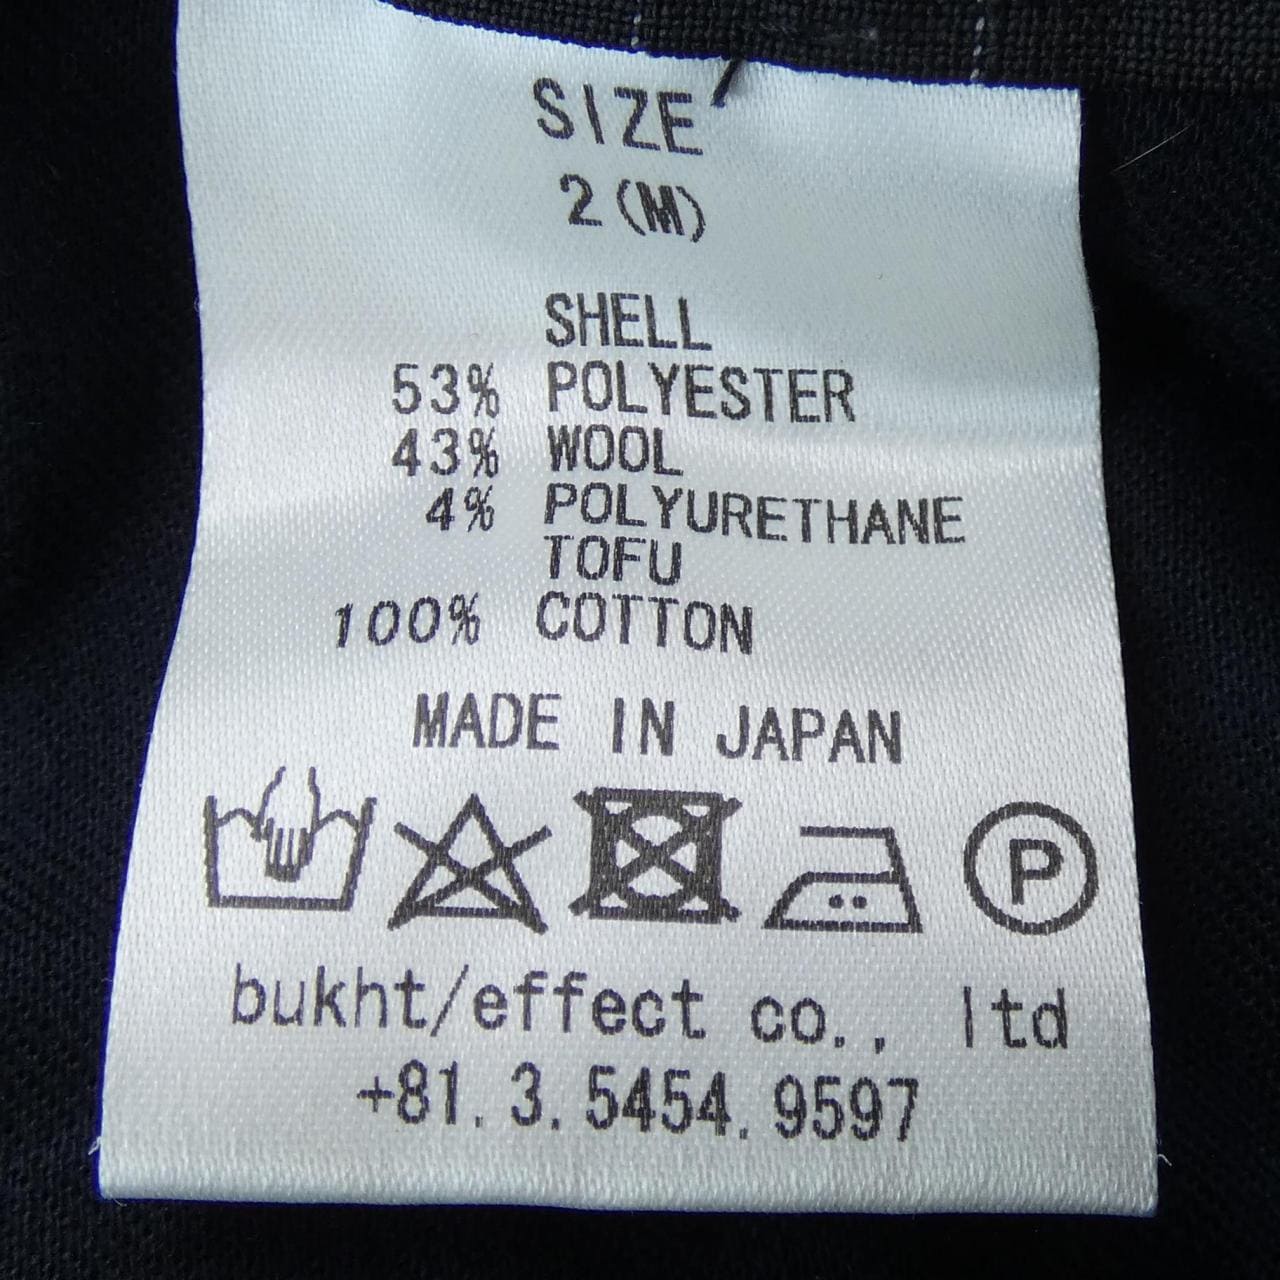 SIZE
2(M)
SHELL
53% POLYESTER
43% WOOL
4% POLYURETHANE
TOFU
100% COTTON
MADE IN JAPAN
P
bukht/effect co., ltd
+81.3.5454.9597